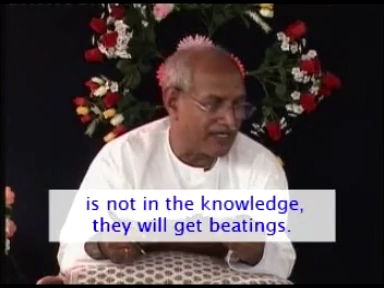 is not in the knowledge,
they will get beatings.